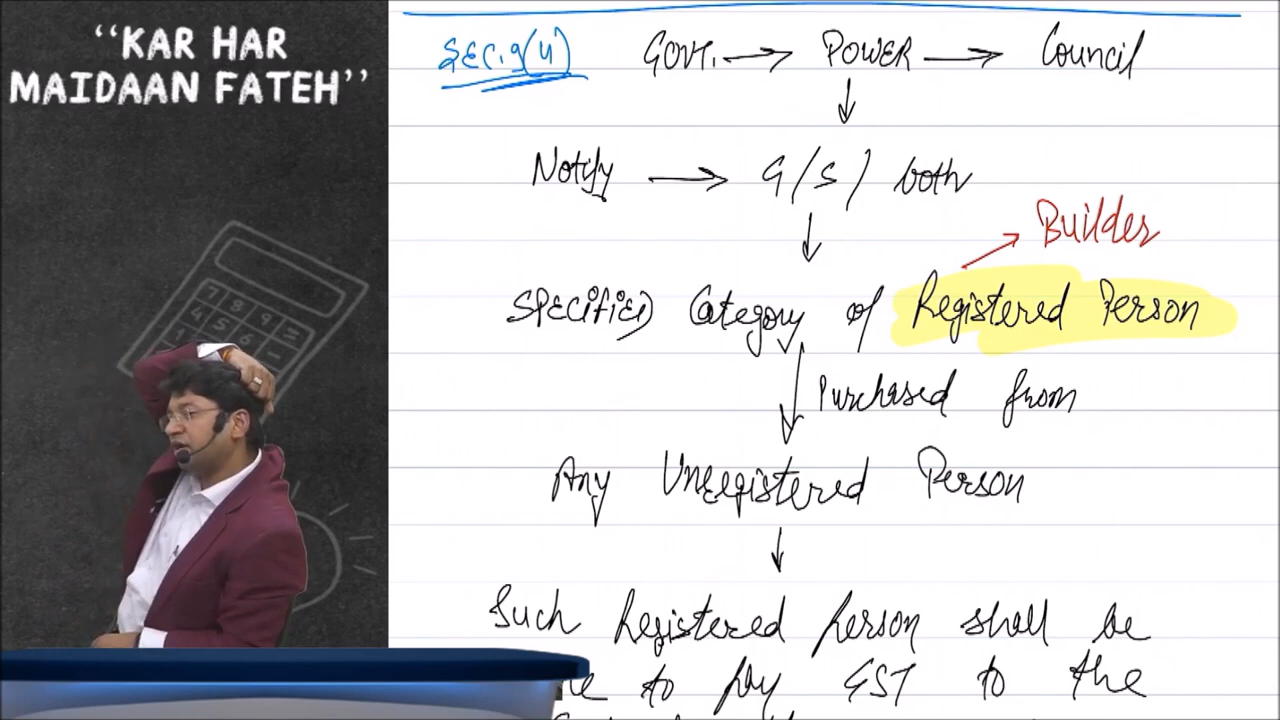 “KAR HAR
MAIDAAN FATEH”
SEC.9(4) GOVT. → POWER → Council
Notify → G/S/ both
Builder
Specified Category of Registered Person
Purchased from
Any Unregistered Person
Such Registered person shall be
to pay GST to the